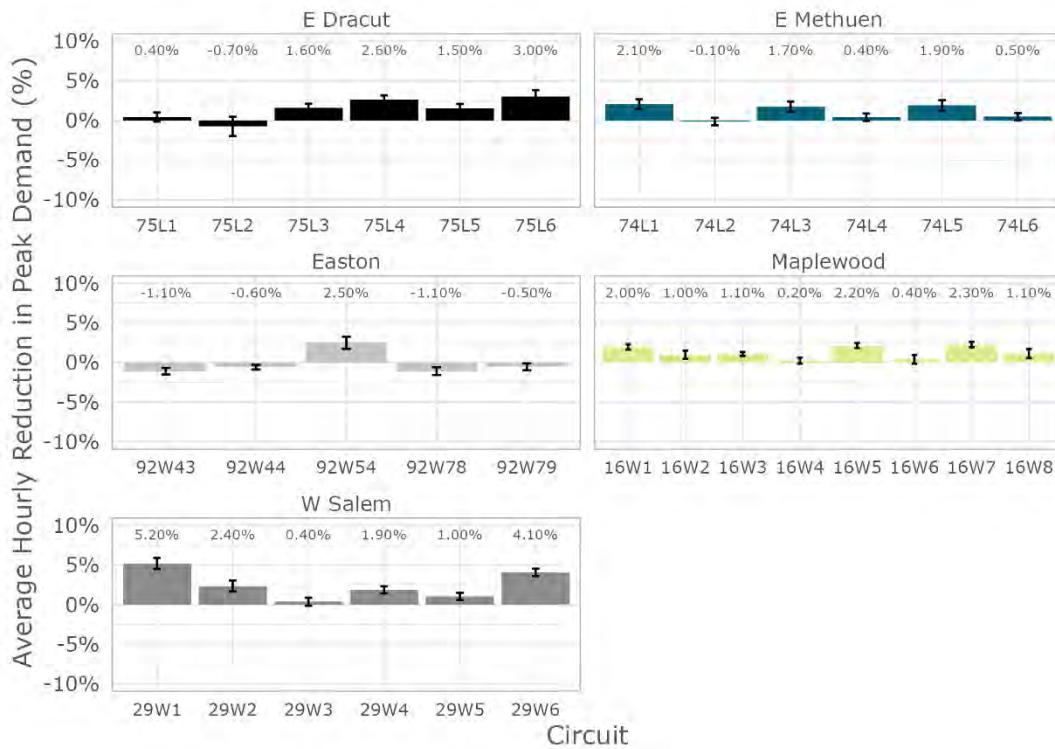 Average Hourly Reduction in Peak Demand (%)
E Dracut
10%
5%
0%
-5%
-10%
0.40% -0.70% 1.60% 2.60% 1.50% 3.00%
75L1 75L2 75L3 75L4 75L5 75L6
E Methuen
2.10% -0.10% 1.70% 0.40% 1.90% 0.50%
74L1 74L2 74L3 74L4 74L5 74L6
Easton
10%
5%
0%
-5%
-10%
-1.10% -0.60% 2.50% -1.10% -0.50%
92W43 92W44 92W54 92W78 92W79
Maplewood
2.00% 1.00% 1.10% 0.20% 2.20% 0.40% 2.30% 1.10%
16W1 16W2 16W3 16W4 16W5 16W6 16W7 16W8
W Salem
10%
5%
0%
-5%
-10%
5.20% 2.40% 0.40% 1.90% 1.00% 4.10%
29W1 29W2 29W3 29W4 29W5 29W6
Circuit